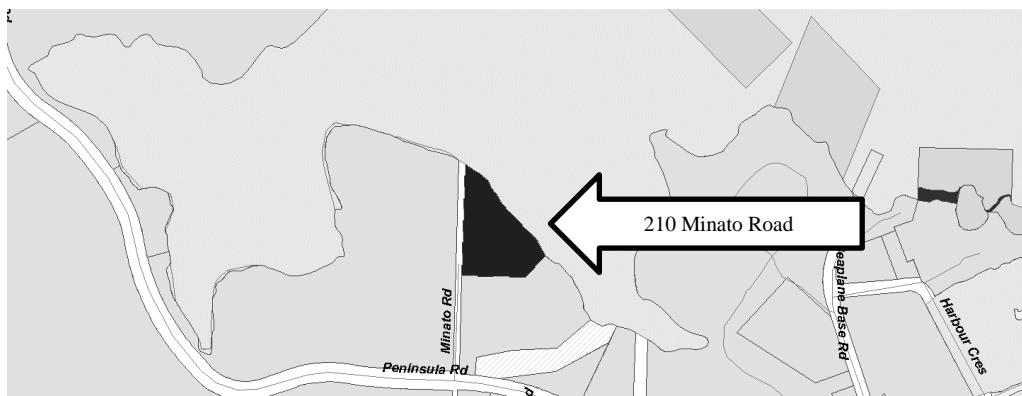 210 Minato Road
Minato Rd
Peninsula Rd
Seaplane Base Rd
Harbour Cres